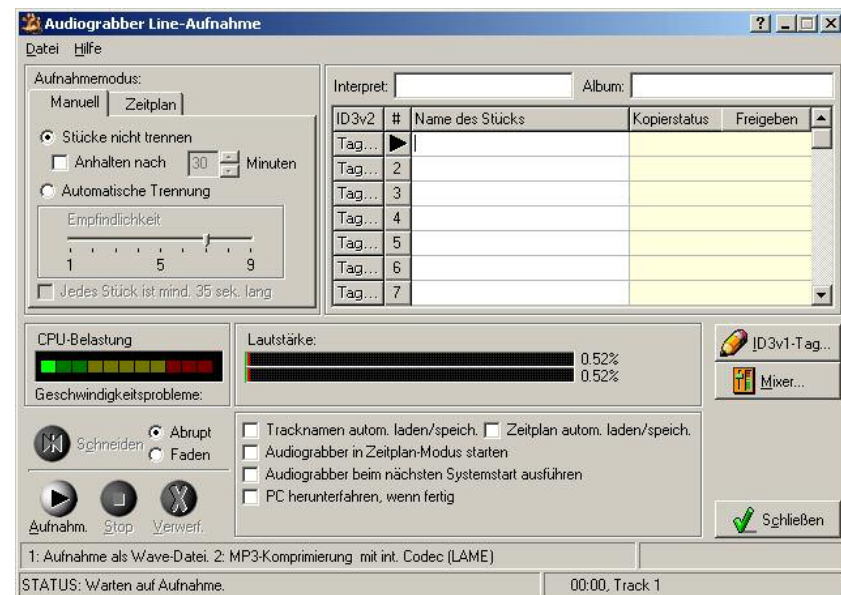 Audiograbber Line-Aufnahme
Datei Hilfe
Aufnahmemodus:
Manuell Zeitplan
Stücke nicht trennen
Anhalten nach 30 Minuten
Automatische Trennung
Empfindlichkeit
1 5 9
Jedes Stück ist mind. 35 sek. lang
Interpret: Album:
ID3v2 # Name des Stücks Kopierstatus Freigeben
Tag...
Tag... 2
Tag... 3
Tag... 4
Tag... 5
Tag... 6
Tag... 7
CPU-Belastung
Geschwindigkeitsprobleme:
Lautstärke:
0.52%
0.52%
ID3v1-Tag...
Mixer...
Schneiden Abrupt
Faden
Aufnahm. Stop Verwerf.
Tracknamen autom. laden/speich. Zeitplan autom. laden/speich.
Audiograbber in Zeitplan-Modus starten
Audiograbber beim nächsten Systemstart ausführen
PC herunterfahren, wenn fertig
Schließen
1: Aufnahme als Wave-Datei. 2: MP3-Komprimierung mit int. Codec (LAME)
STATUS: Warten auf Aufnahme. 00:00, Track 1